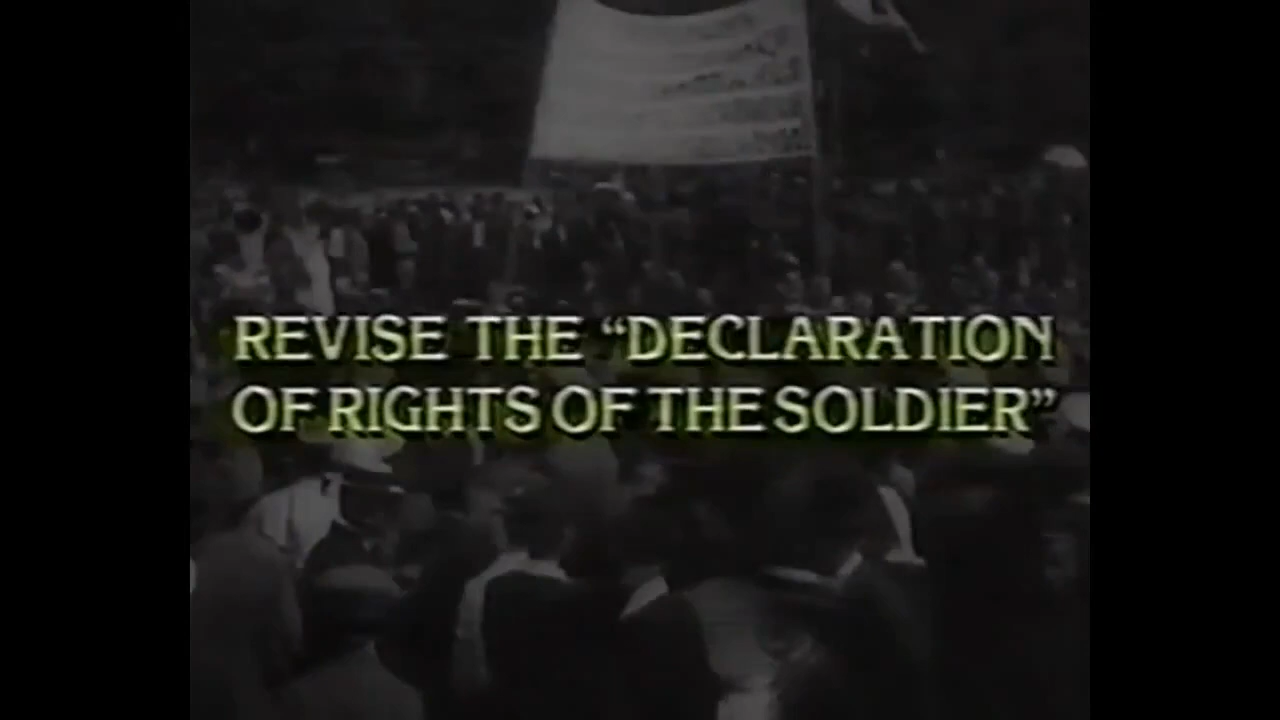 REVISE THE “DECLARATION
OF RIGHTS OF THE SOLDIER”